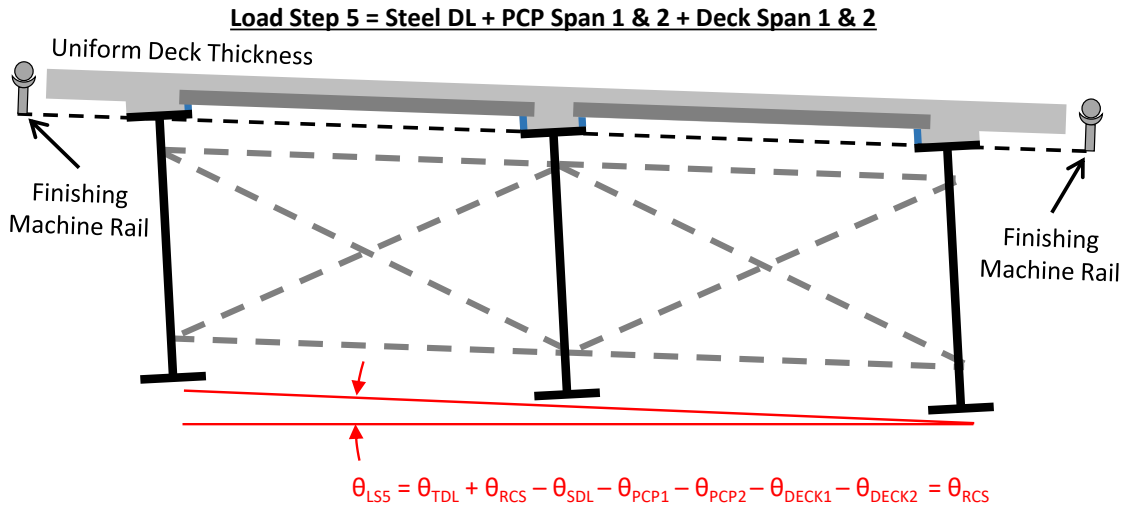 Load Step 5 = Steel DL + PCP Span 1 & 2 + Deck Span 1 & 2
Uniform Deck Thickness
Finishing
Machine Rail
Finishing
Machine Rail
θLS5 = θTDL + θRCS – θSDL – θPCP1 – θPCP2 – θDECK1 – θDECK2 = θRCS